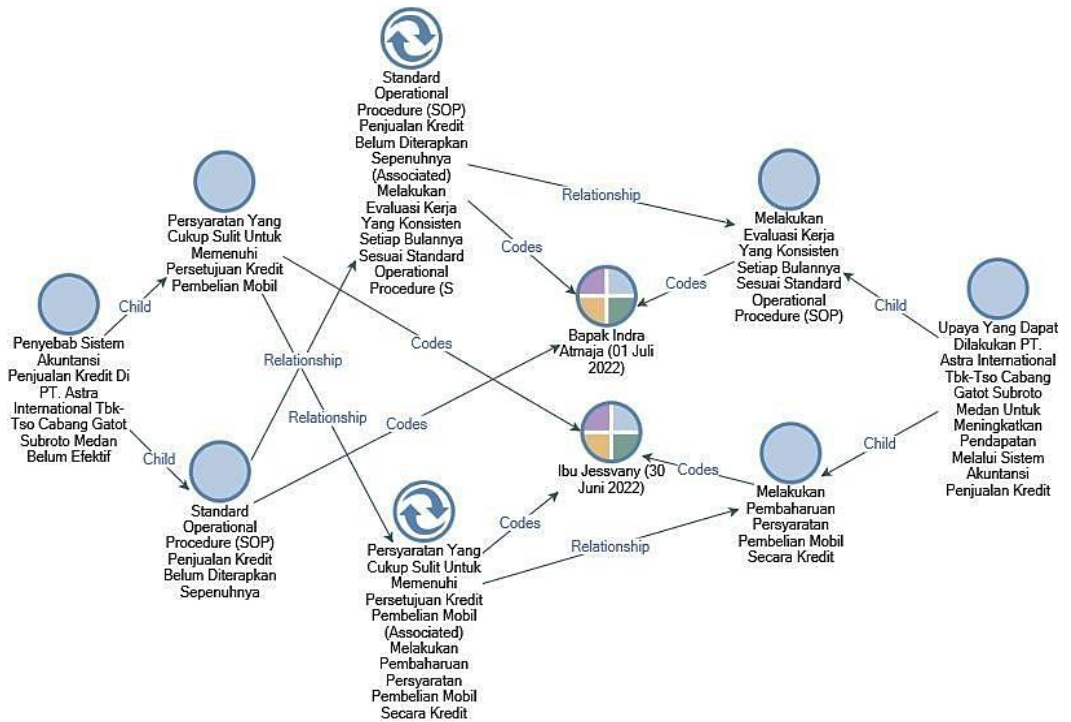 Standard
Operational
Procedure (SOP)
Penjualan Kredit
Belum Diterapkan
Sepenuhnya
(Associated)
Melakukan
Evaluasi Kerja
Yang Konsisten
Setiap Bulannya
Sesuai Standard
Operational
Procedure (S
Persyaratan Yang
Cukup Sulit Untuk
Memenuhi
Persetujuan Kredit
Pembelian Mobil
Relationship
Melakukan
Evaluasi Kerja
Yang Konsisten
Setiap Bulannya
Sesuai Standard
Operational
Procedure (SOP)
Codes
Codes
Child
Penyebab Sistem
Akuntansi
Penjualan Kredit Di
PT. Astra
International Tbk-
Tso Cabang Gatot
Subroto Medan
Belum Efektif
Child
Bapak Indra
Atmaja (01 Juli
2022)
Child
Upaya Yang Dapat
Dilakukan PT.
Astra International
Tbk-Tso Cabang
Gatot Subroto
Medan Untuk
Meningkatkan
Pendapatan
Melalui Sistem
Akuntansi
Penjualan Kredit
Codes
Relationship
Relationship
Codes
Child
Ibu Jessvany (30
Juni 2022)
Codes
Melakukan
Pembaharuan
Persyaratan
Pembelian Mobil
Secara Kredit
Standard
Operational
Procedure (SOP)
Penjualan Kredit
Belum Diterapkan
Sepenuhnya
Codes
Relationship
Persyaratan Yang
Cukup Sulit Untuk
Memenuhi
Persetujuan Kredit
Pembelian Mobil
(Associated)
Melakukan
Pembaharuan
Persyaratan
Pembelian Mobil
Secara Kredit